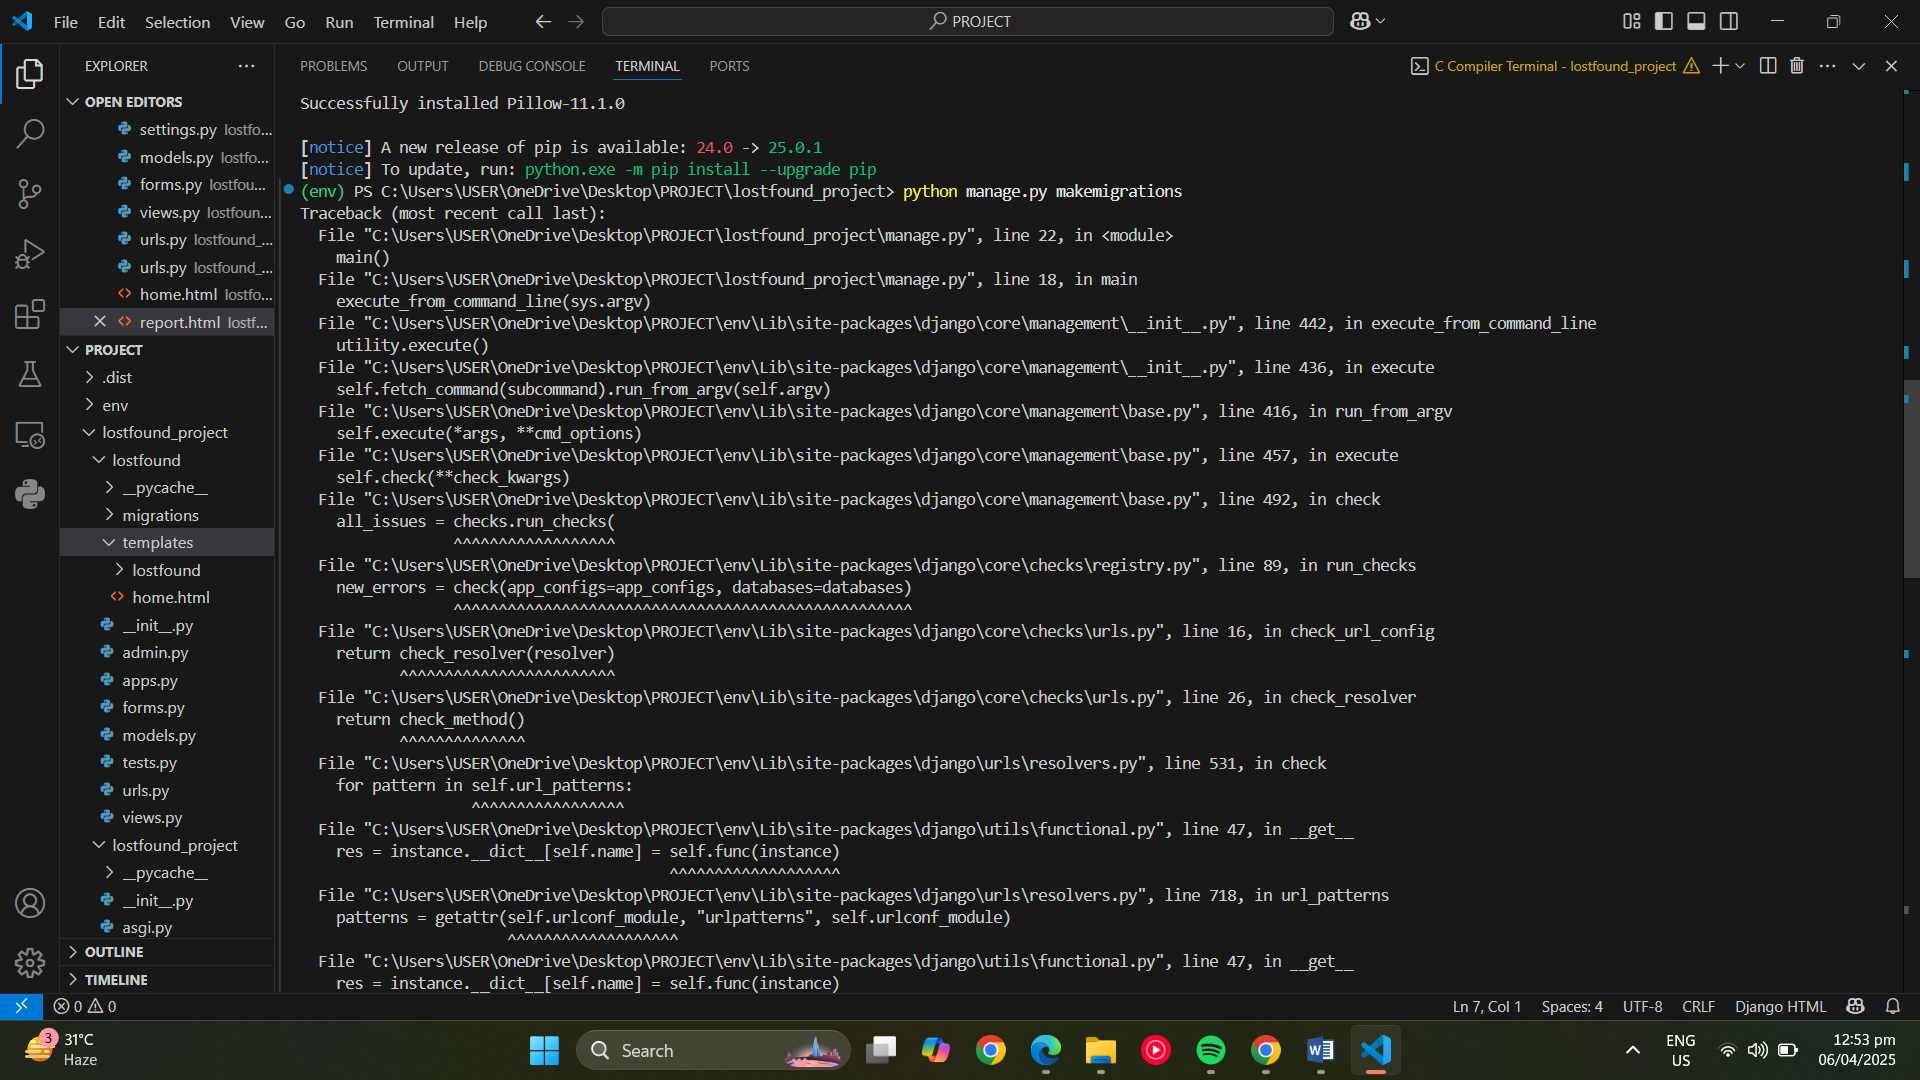 File Edit Selection View Go Run Terminal Help
PROJECT
EXPLORER
OPEN EDITORS
settings.py lostfo...
models.py lostfo...
forms.py lostfou...
views.py lostfoun...
urls.py lostfound_...
urls.py lostfound_...
home.html lostfo...
report.html lostf...
PROJECT
.dist
env
lostfound_project
lostfound
__pycache__
migrations
templates
lostfound
home.html
__init__.py
admin.py
apps.py
forms.py
models.py
tests.py
urls.py
views.py
lostfound_project
__pycache__
__init__.py
asgi.py
OUTLINE
TIMELINE
PROBLEMS OUTPUT DEBUG CONSOLE TERMINAL PORTS
C Compiler Terminal - lostfound_project
Successfully installed Pillow-11.1.0
[notice] A new release of pip is available: 24.0 -> 25.0.1
[notice] To update, run: python.exe -m pip install --upgrade pip
(env) PS C:\Users\USER\OneDrive\Desktop\PROJECT\lostfound_project> python manage.py makemigrations
Traceback (most recent call last):
File "C:\Users\USER\OneDrive\Desktop\PROJECT\lostfound_project\manage.py", line 22, in <module>
main()
File "C:\Users\USER\OneDrive\Desktop\PROJECT\lostfound_project\manage.py", line 18, in main
execute_from_command_line(sys.argv)
File "C:\Users\USER\OneDrive\Desktop\PROJECT\env\Lib\site-packages\django\core\management\__init__.py", line 442, in execute_from_command_line
utility.execute()
File "C:\Users\USER\OneDrive\Desktop\PROJECT\env\Lib\site-packages\django\core\management\__init__.py", line 436, in execute
self.fetch_command(subcommand).run_from_argv(self.argv)
File "C:\Users\USER\OneDrive\Desktop\PROJECT\env\Lib\site-packages\django\core\management\base.py", line 416, in run_from_argv
self.execute(*args, **cmd_options)
File "C:\Users\USER\OneDrive\Desktop\PROJECT\env\Lib\site-packages\django\core\management\base.py", line 457, in execute
self.check(**check_kwargs)
File "C:\Users\USER\OneDrive\Desktop\PROJECT\env\Lib\site-packages\django\core\management\base.py", line 492, in check
all_issues = checks.run_checks(
^^^^^^^^^^^^^^^^^^
File "C:\Users\USER\OneDrive\Desktop\PROJECT\env\Lib\site-packages\django\core\checks\registry.py", line 89, in run_checks
new_errors = check(app_configs=app_configs, databases=databases)
^^^^^^^^^^^^^^^^^^^^^^^^^^^^^^^^^^^^^^^^^^^^^^^^^^^
File "C:\Users\USER\OneDrive\Desktop\PROJECT\env\Lib\site-packages\django\core\checks\urls.py", line 16, in check_url_config
return check_resolver(resolver)
^^^^^^^^^^^^^^^^^^^^^^^^
File "C:\Users\USER\OneDrive\Desktop\PROJECT\env\Lib\site-packages\django\core\checks\urls.py", line 26, in check_resolver
return check_method()
^^^^^^^^^^^^^^
File "C:\Users\USER\OneDrive\Desktop\PROJECT\env\Lib\site-packages\django\urls\resolvers.py", line 531, in check
for pattern in self.url_patterns:
^^^^^^^^^^^^^^^^^
File "C:\Users\USER\OneDrive\Desktop\PROJECT\env\Lib\site-packages\django\utils\functional.py", line 47, in __get__
res = instance.__dict__[self.name] = self.func(instance)
^^^^^^^^^^^^^^^^^^^
File "C:\Users\USER\OneDrive\Desktop\PROJECT\env\Lib\site-packages\django\urls\resolvers.py", line 718, in url_patterns
patterns = getattr(self.urlconf_module, "urlpatterns", self.urlconf_module)
^^^^^^^^^^^^^^^^^^^
File "C:\Users\USER\OneDrive\Desktop\PROJECT\env\Lib\site-packages\django\utils\functional.py", line 47, in __get__
res = instance.__dict__[self.name] = self.func(instance)
0 0
Ln 7, Col 1 Spaces: 4 UTF-8 CRLF Django HTML
3
31°C
Haze
Search
ENG
US
12:53 pm
06/04/2025